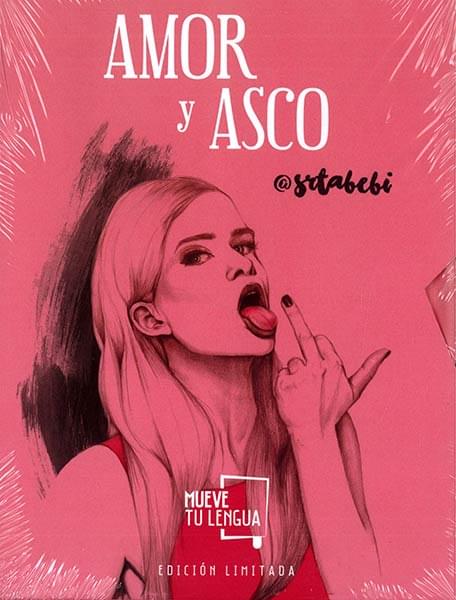 AMOR
y ASCO
@srtabebi
MUEVE
TU LENGUA
EDICIÓN LIMITADA